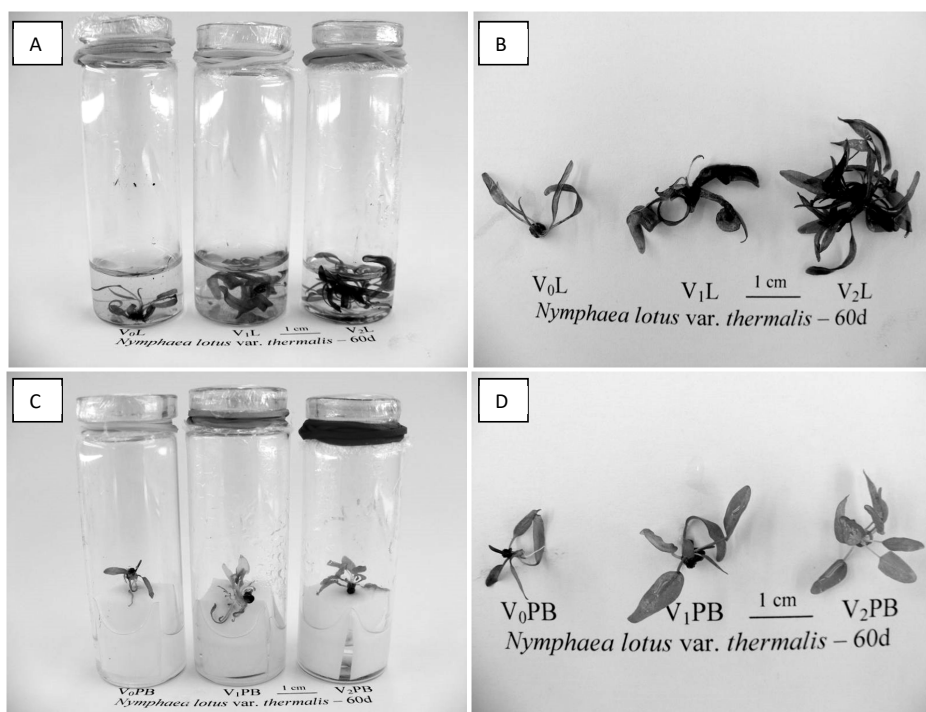 A
V₀L V₁L 1 cm V₂L
Nymphaea lotus var. thermalis – 60d
B
V₀L V₁L 1 cm V₂L
Nymphaea lotus var. thermalis – 60d
C
V₀PB V₁PB 1 cm V₂PB
Nymphaea lotus var. thermalis – 60d
D
V₀PB V₁PB 1 cm V₂PB
Nymphaea lotus var. thermalis – 60d